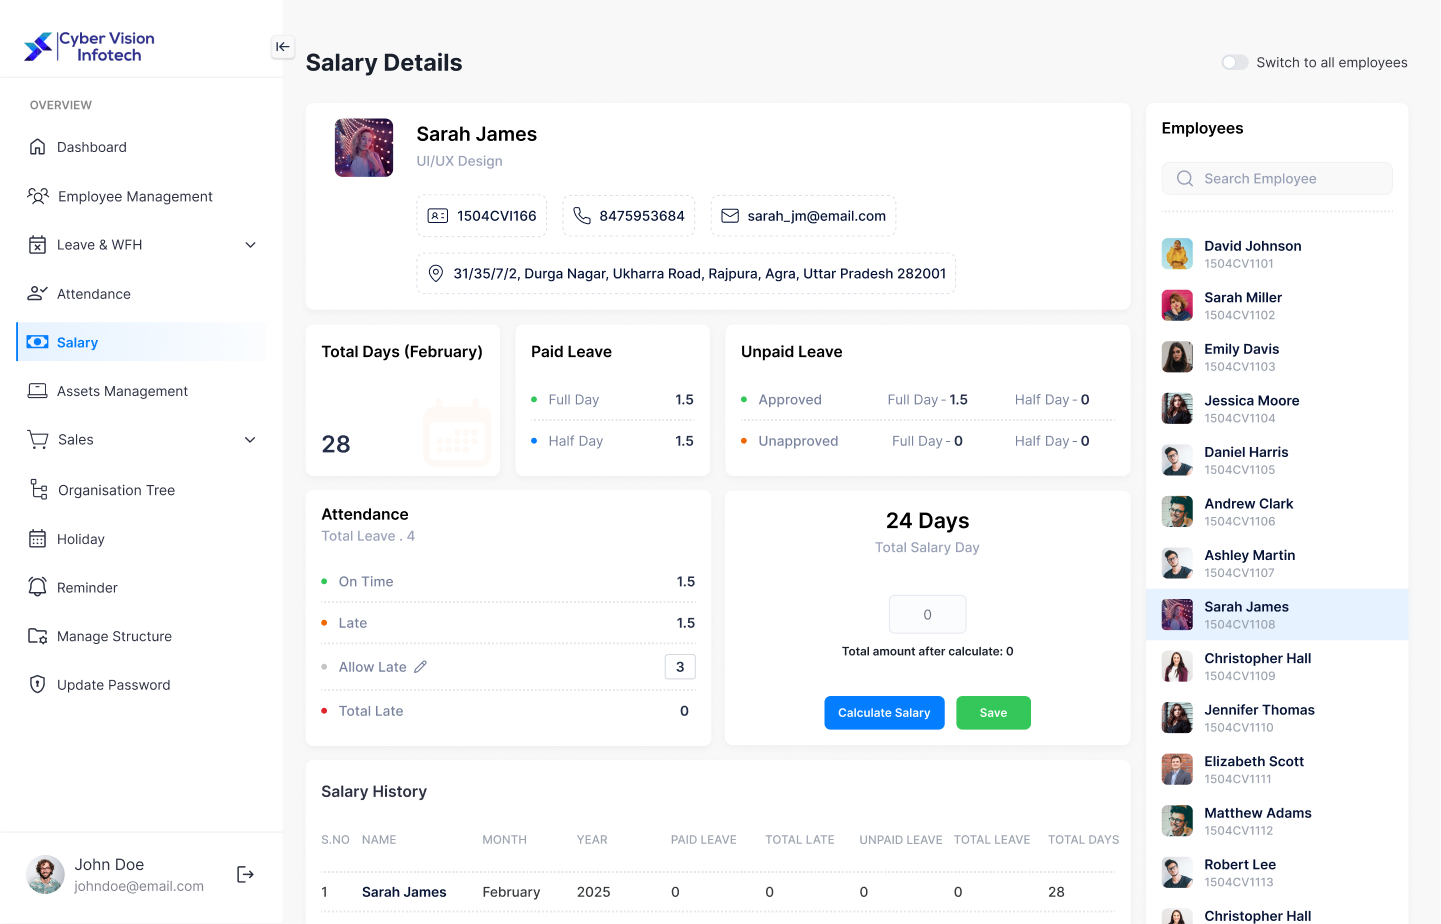 Cyber Vision
Infotech
OVERVIEW
Dashboard
Employee Management
Leave & WFH
Attendance
Salary
Assets Management
Sales
Organisation Tree
Holiday
Reminder
Manage Structure
Update Password
John Doe
johndoe@email.com
Salary Details
Switch to all employees
Sarah James
UI/UX Design
1504CVI166
8475953684
sarah_jm@email.com
31/35/7/2, Durga Nagar, Ukharra Road, Rajpura, Agra, Uttar Pradesh 282001
Total Days (February)
28
Paid Leave
Full Day 1.5
Half Day 1.5
Unpaid Leave
Approved Full Day - 1.5 Half Day - 0
Unapproved Full Day - 0 Half Day - 0
Attendance
Total Leave . 4
On Time 1.5
Late 1.5
Allow Late 3
Total Late 0
24 Days
Total Salary Day
0
Total amount after calculate: 0
Calculate Salary Save
Salary History
S.NO NAME MONTH YEAR PAID LEAVE TOTAL LATE UNPAID LEAVE TOTAL LEAVE TOTAL DAYS
1 Sarah James February 2025 0 0 0 0 28
Employees
Search Employee
David Johnson
1504CV1101
Sarah Miller
1504CV1102
Emily Davis
1504CV1103
Jessica Moore
1504CV1104
Daniel Harris
1504CV1105
Andrew Clark
1504CV1106
Ashley Martin
1504CV1107
Sarah James
1504CV1108
Christopher Hall
1504CV1109
Jennifer Thomas
1504CV1110
Elizabeth Scott
1504CV1111
Matthew Adams
1504CV1112
Robert Lee
1504CV1113
Christopher Hall